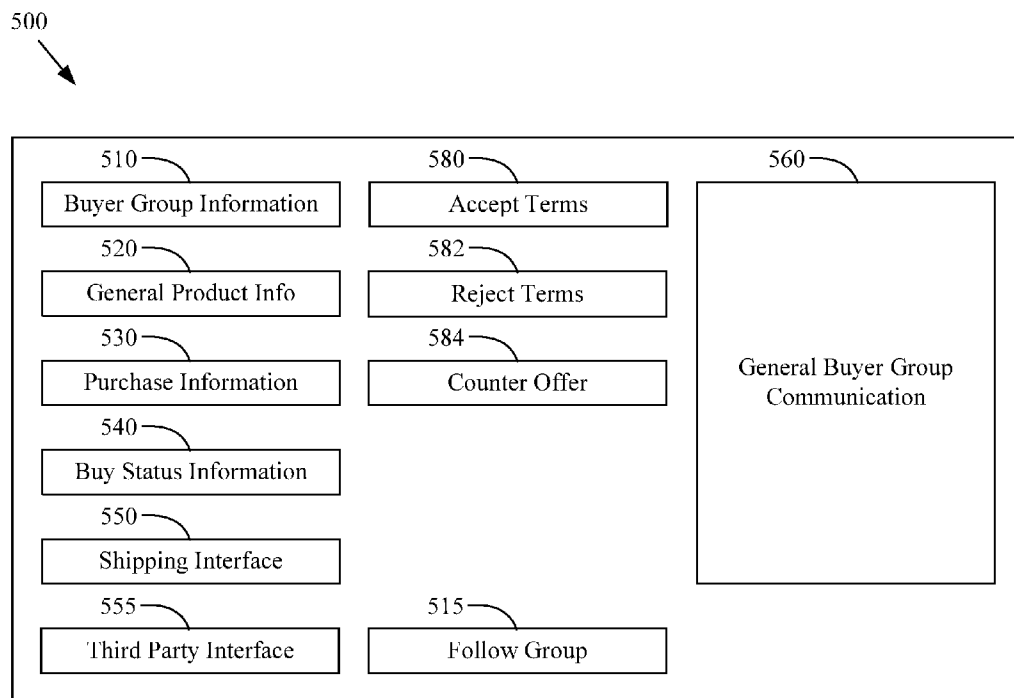 500
510
580
560
Buyer Group Information
Accept Terms
520
582
General Product Info
Reject Terms
530
584
Purchase Information
Counter Offer
General Buyer Group
Communication
540
Buy Status Information
550
Shipping Interface
555
515
Third Party Interface
Follow Group